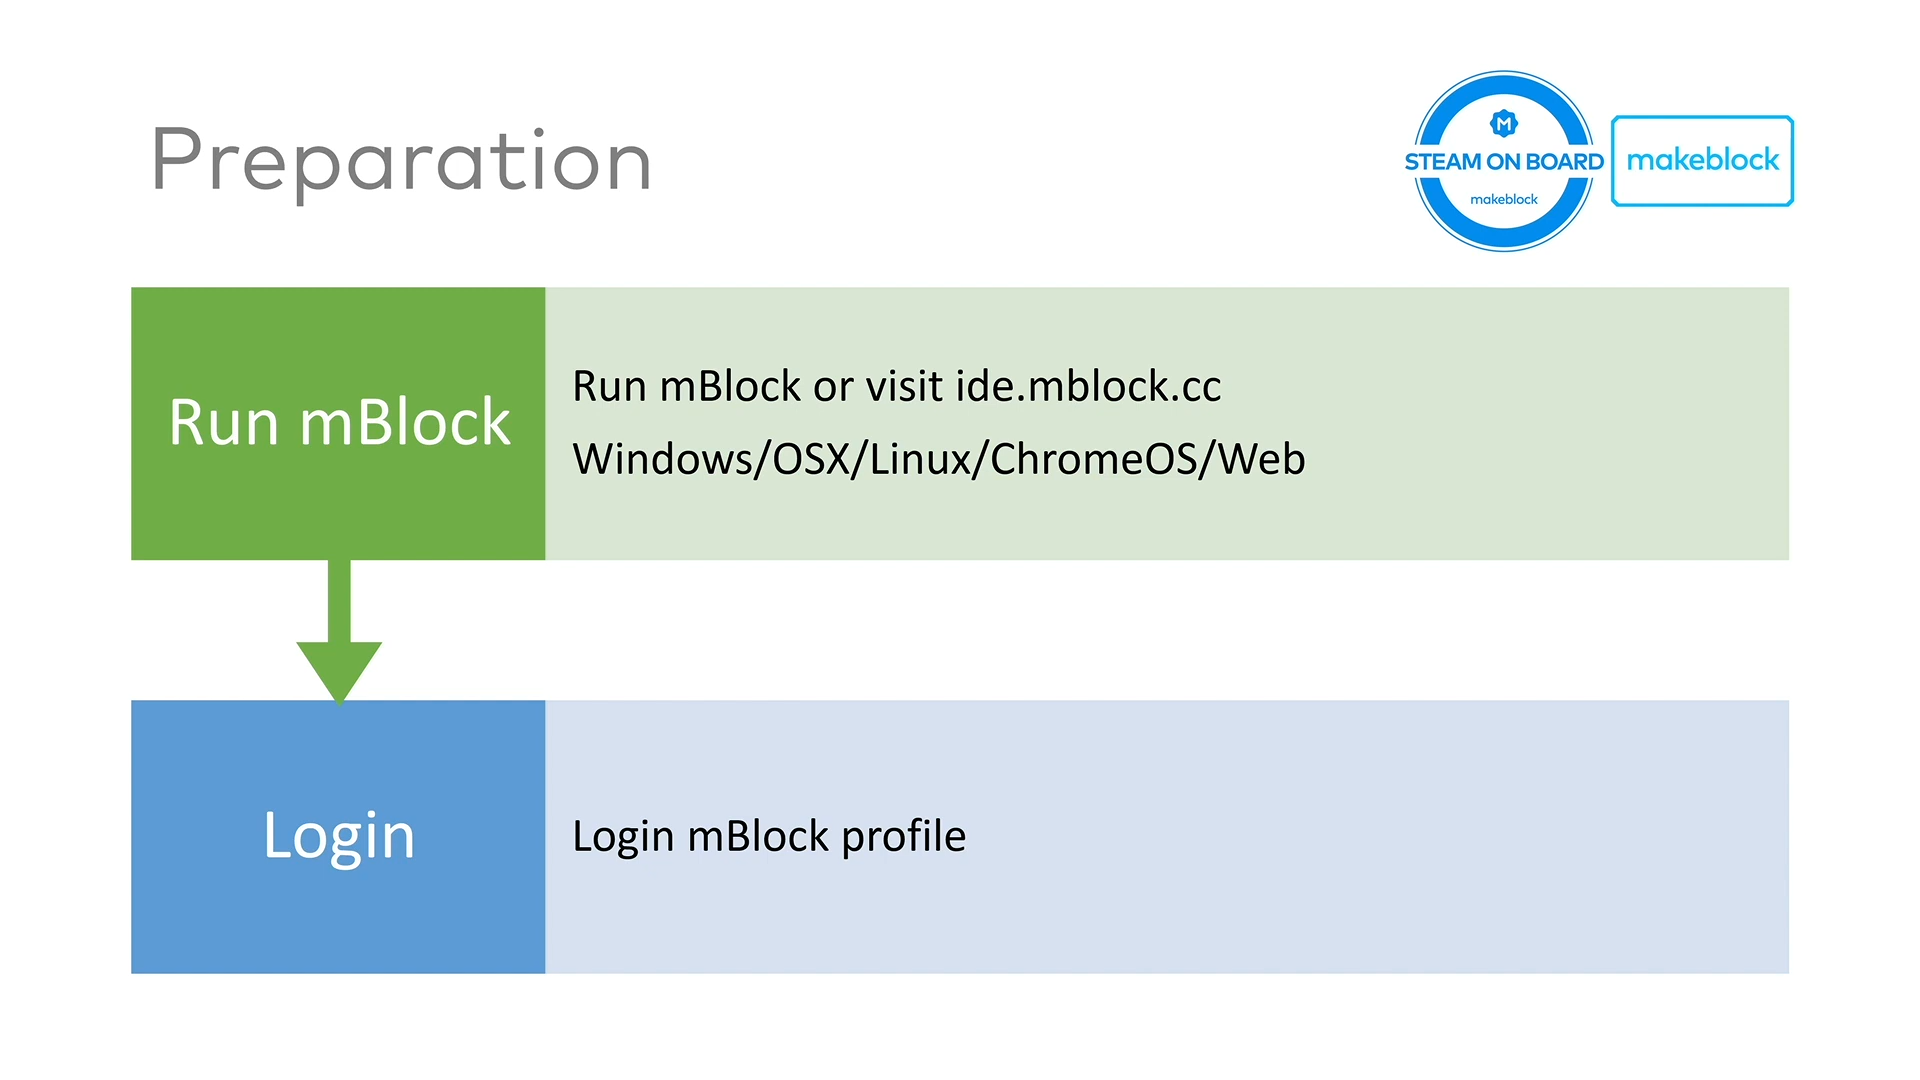 Preparation
M
STEAM ON BOARD
makeblock
makeblock
Run mBlock
Run mBlock or visit ide.mblock.cc
Windows/OSX/Linux/ChromeOS/Web
Login
Login mBlock profile